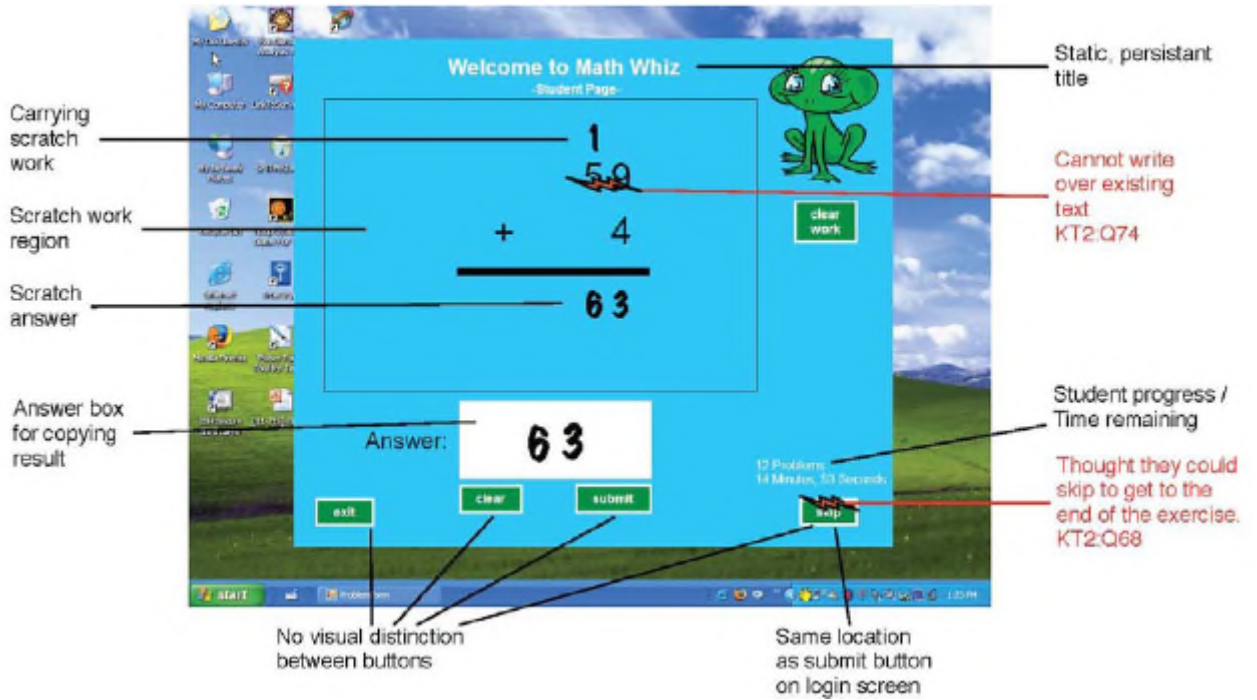 Welcome to Math Whiz
-Student Page-
Static, persistant
title
Carrying
scratch
work
1
59
Cannot write
over existing
text
KT2:Q74
clear
work
Scratch work
region
+ 4
Scratch
answer
63
Answer box
for copying
result
Answer:
63
Student progress /
Time remaining
12 Problems
14 Minutes, 53 Seconds
Thought they could
skip to get to the
end of the exercise.
KT2:Q68
exit
clear
submit
skip
start
No visual distinction
between buttons
Same location
as submit button
on login screen